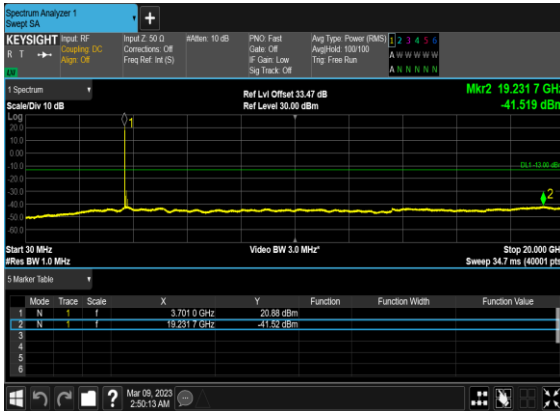 Spectrum Analyzer 1
Swept SA
+
KEYSIGHT
R T
Input: RF
Coupling: DC
Align: Off
Input Z: 50 Ω
Corrections: Off
Freq Ref: Int (S)
#Atten: 10 dB
PNO: Fast
Gate: Off
IF Gain: Low
Sig Track: Off
Avg Type: Power (RMS)
Avg|Hold: 100/100
Trig: Free Run
1 2 3 4 5 6
A W W W W W
A N N N N N
1 Spectrum
Scale/Div 10 dB
Ref Lvl Offset 33.47 dB
Ref Level 30.00 dBm
Mkr2 19.231 7 GHz
-41.519 dBm
Log
20.0
10.0
0.00
-10.0
-20.0
-30.0
-40.0
-50.0
-60.0
1
DL1 -13.00 dBm
2
Start 30 MHz
#Res BW 1.0 MHz
Video BW 3.0 MHz*
Stop 20.000 GH
Sweep 34.7 ms (40001 pts
5 Marker Table
Mode Trace Scale X Y Function Function Width Function Value
1 N 1 f 3.701 0 GHz 20.88 dBm
2 N 1 f 19.231 7 GHz -41.52 dBm
3
4
5
6
?
Mar 09, 2023
2:50:13 AM